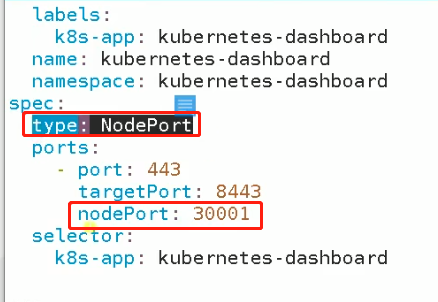 labels:
k8s-app: kubernetes-dashboard
name: kubernetes-dashboard
namespace: kubernetes-dashboard
spec:
type: NodePort
ports:
- port: 443
targetPort: 8443
nodePort: 30001
selector:
k8s-app: kubernetes-dashboard